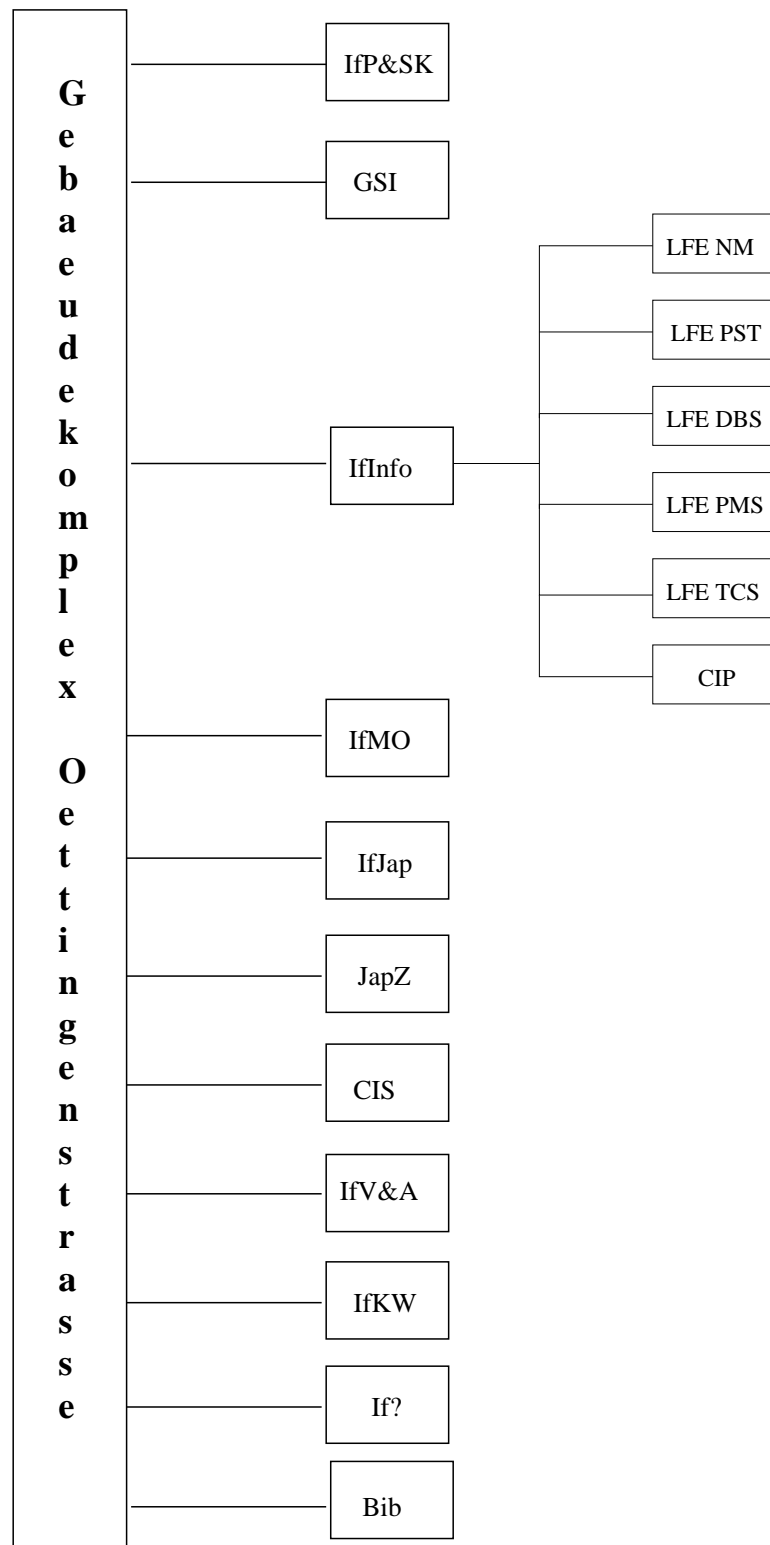 Gebaeudekomplex Oettingenstrasse
IfP&SK
GSI
IfInfo
LFE NM
LFE PST
LFE DBS
LFE PMS
LFE TCS
CIP
IfMO
IfJap
JapZ
CIS
IfV&A
IfKW
If?
Bib